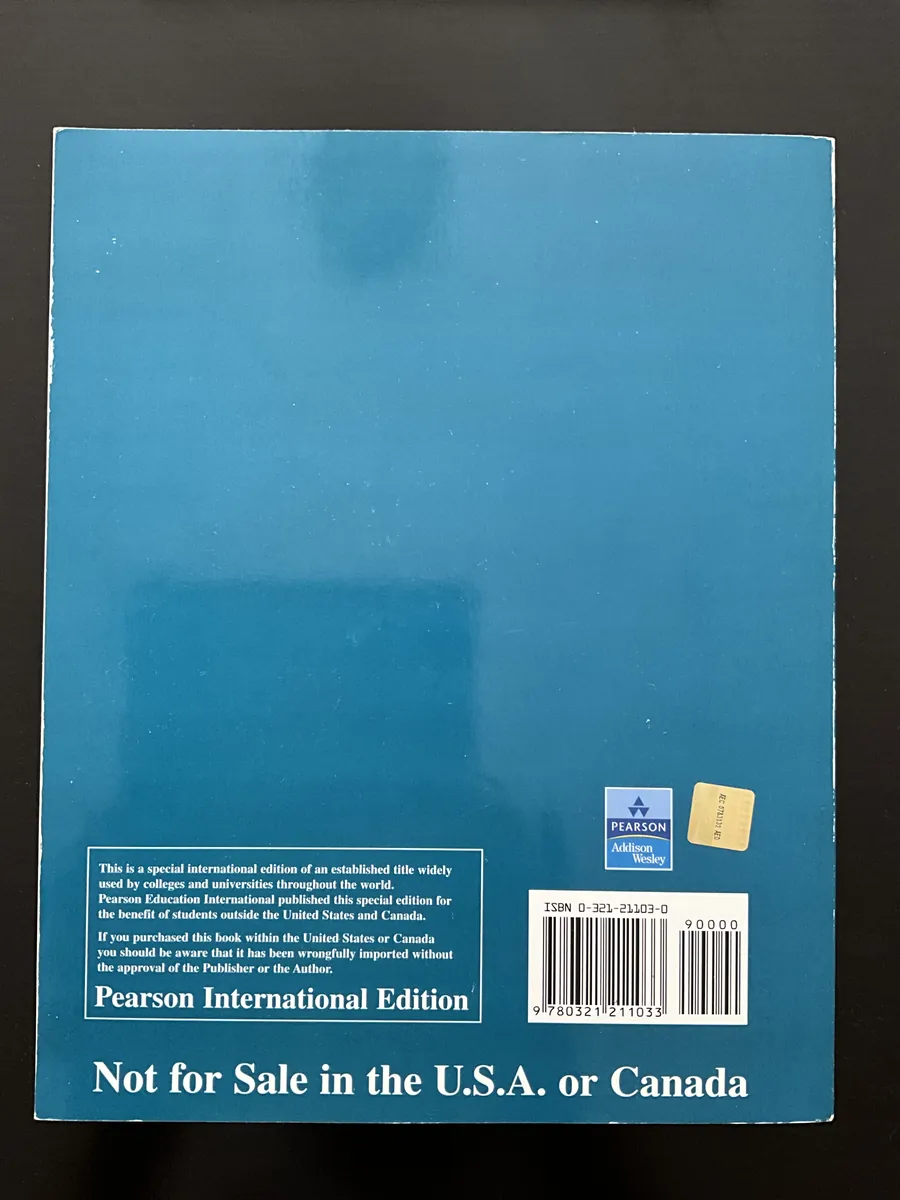 PEARSON
Addison
Wesley
This is a special international edition of an established title widely
used by colleges and universities throughout the world.
Pearson Education International published this special edition for
the benefit of students outside the United States and Canada.
If you purchased this book within the United States or Canada
you should be aware that it has been wrongfully imported without
the approval of the Publisher or the Author.
Pearson International Edition
ISBN 0-321-21103-0
90000
9 780321 211033
Not for Sale in the U.S.A. or Canada